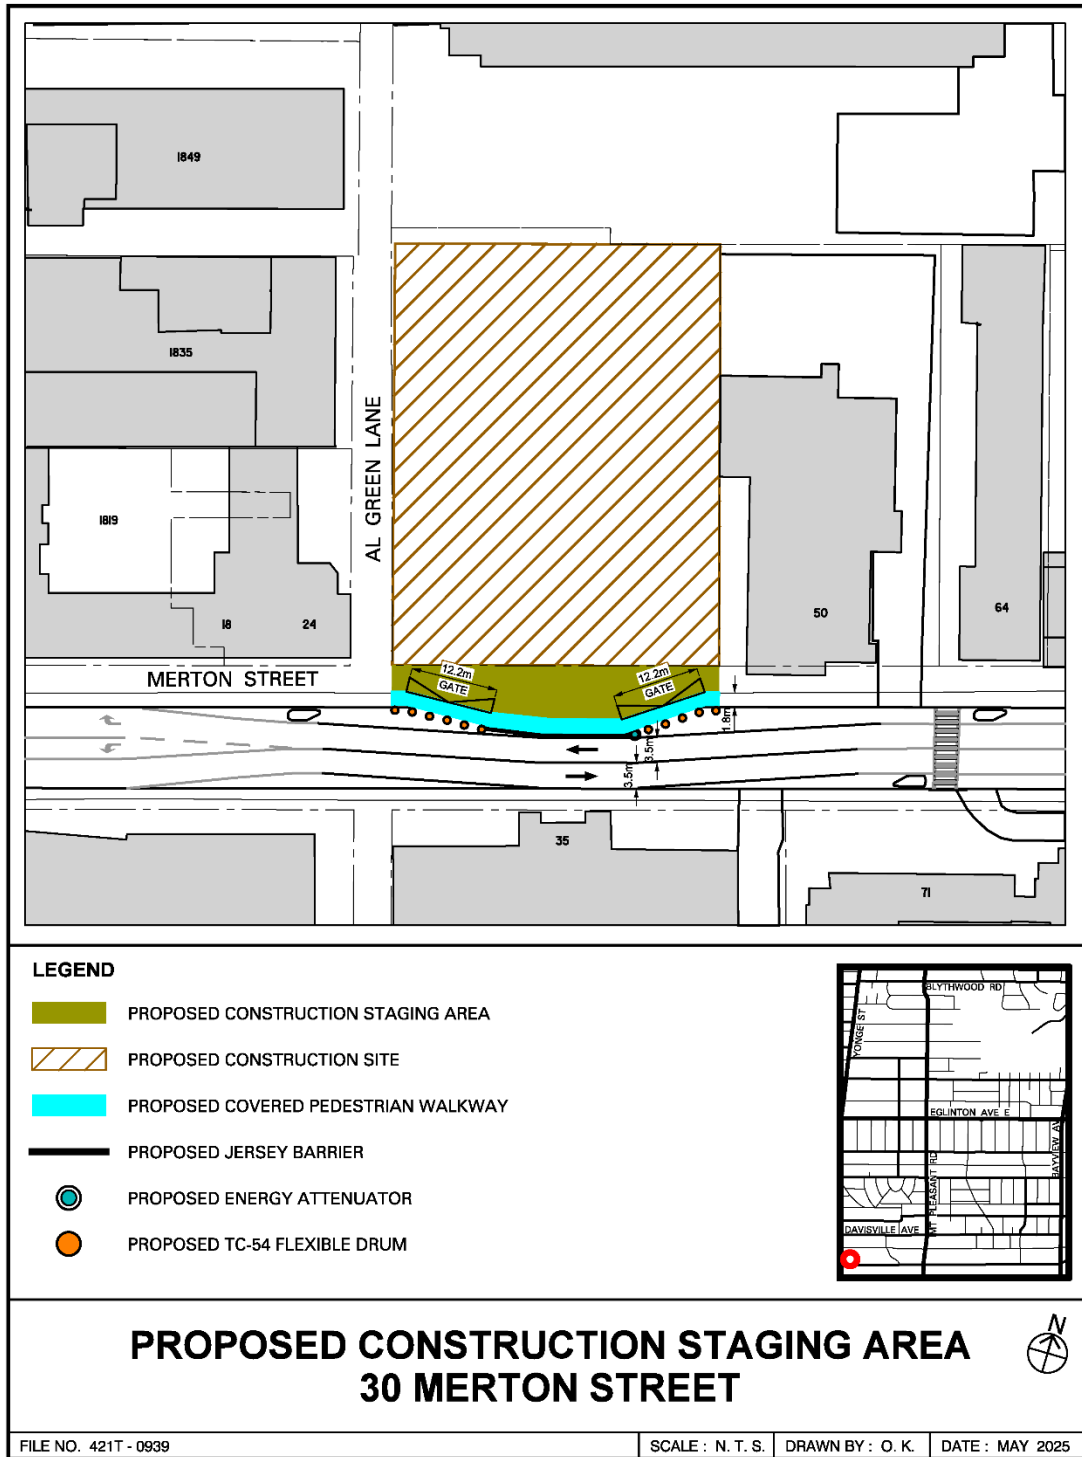 1849
1835
AL GREEN LANE
1819
18
24
50
64
MERTON STREET
12.2m
GATE
12.2m
GATE
1.8m
3.5m
3.5m
35
71
LEGEND
PROPOSED CONSTRUCTION STAGING AREA
PROPOSED CONSTRUCTION SITE
PROPOSED COVERED PEDESTRIAN WALKWAY
PROPOSED JERSEY BARRIER
PROPOSED ENERGY ATTENUATOR
PROPOSED TC-54 FLEXIBLE DRUM
BLYTHWOOD RD
YONGE ST
EGLINTON AVE E
BAYVIEW AV
MT PLEASANT RD
DAVISVILLE AVE
PROPOSED CONSTRUCTION STAGING AREA
30 MERTON STREET
N
FILE NO. 421T - 0939
SCALE : N. T. S.
DRAWN BY : O. K.
DATE : MAY 2025